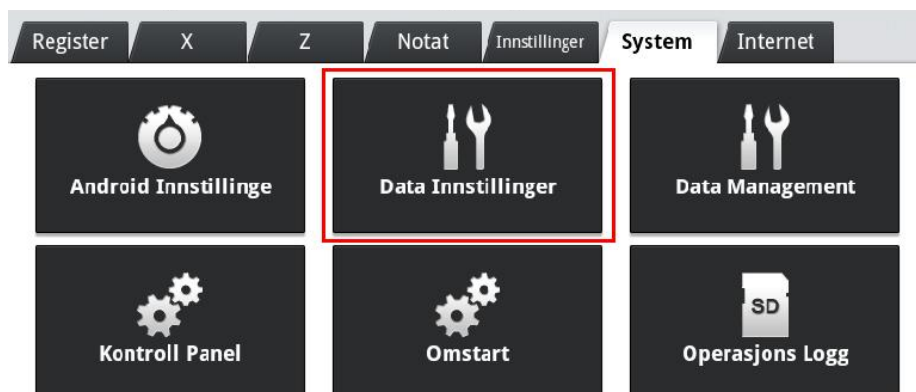 Register X Z Notat Innstillinger System Internet
Android Innstillinge Data Innstillinger Data Management
SD
Kontroll Panel Omstart Operasjons Logg